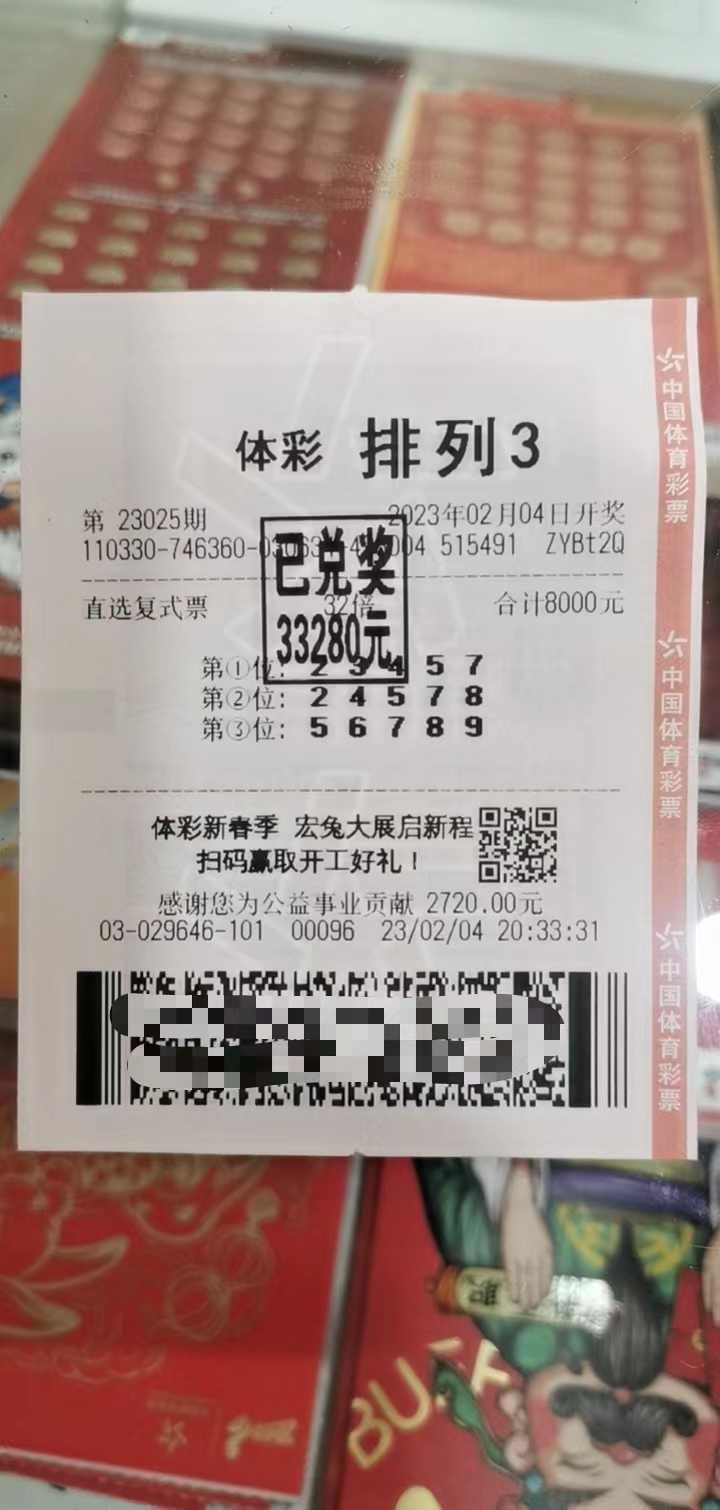 体彩 排列3
第 23025期 2023年02月04日开奖
110330-746360-03063 004 515491 ZYBt2Q
已兑奖
33280元
直选复式票 32倍 合计8000元
第①位: 2 3 4 5 7
第②位: 2 4 5 7 8
第③位: 5 6 7 8 9
体彩新春季 宏兔大展启新程
扫码赢取开工好礼！
感谢您为公益事业贡献 2720.00元
03-029646-101 00096 23/02/04 20:33:31
中国体育彩票
中国体育彩票
中国体育彩票